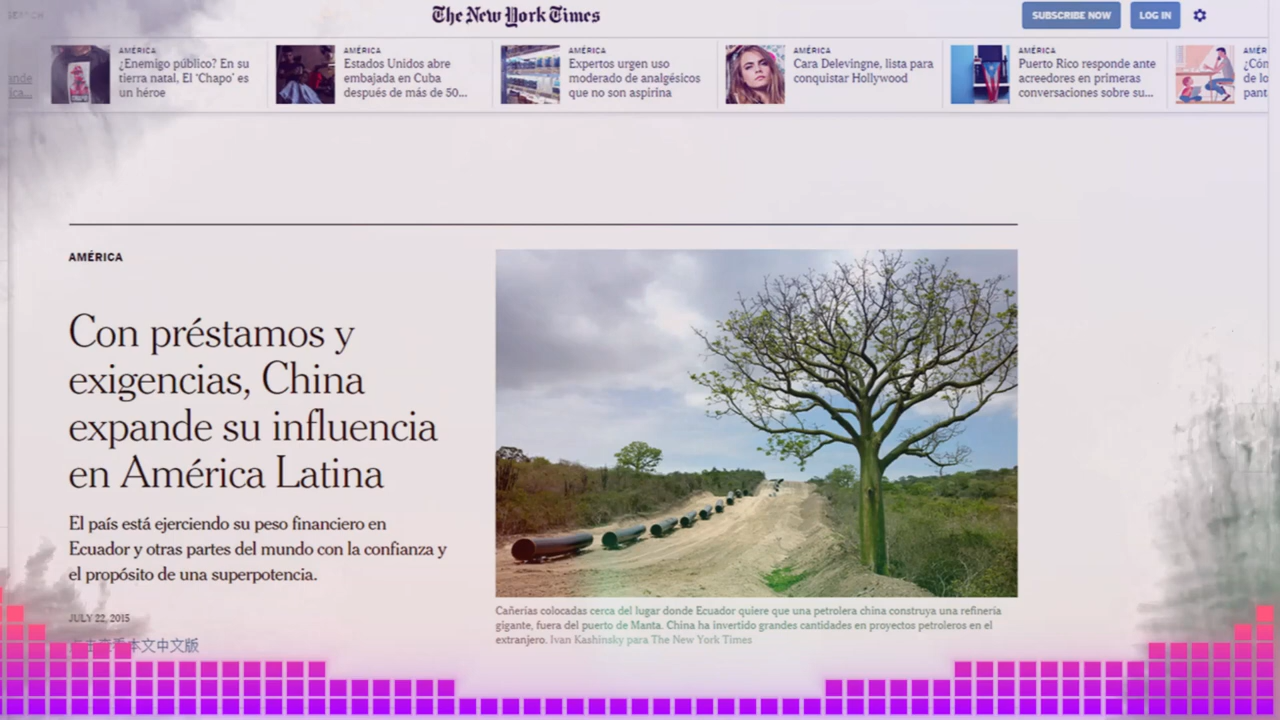 SEARCH
The New York Times
SUBSCRIBE NOW
LOG IN
AMÉRICA
¿Enemigo público? En su
tierra natal, El ‘Chapo’ es
un héroe
AMÉRICA
Estados Unidos abre
embajada en Cuba
después de más de 50...
AMÉRICA
Expertos urgen uso
moderado de analgésicos
que no son aspirina
AMÉRICA
Cara Delevingne, lista para
conquistar Hollywood
AMÉRICA
Puerto Rico responde ante
acreedores en primeras
conversaciones sobre su...
AMÉR
¿Cón
de lo
pant
AMÉRICA
Con préstamos y
exigencias, China
expande su influencia
en América Latina
El país está ejerciendo su peso financiero en
Ecuador y otras partes del mundo con la confianza y
el propósito de una superpotencia.
JULY 22, 2015
本文中文版
Cañerías colocadas cerca del lugar donde Ecuador quiere que una petrolera china construya una refinería
gigante, fuera del puerto de Manta. China ha invertido grandes cantidades en proyectos petroleros en el
extranjero. Ivan Kashinsky para The New York Times